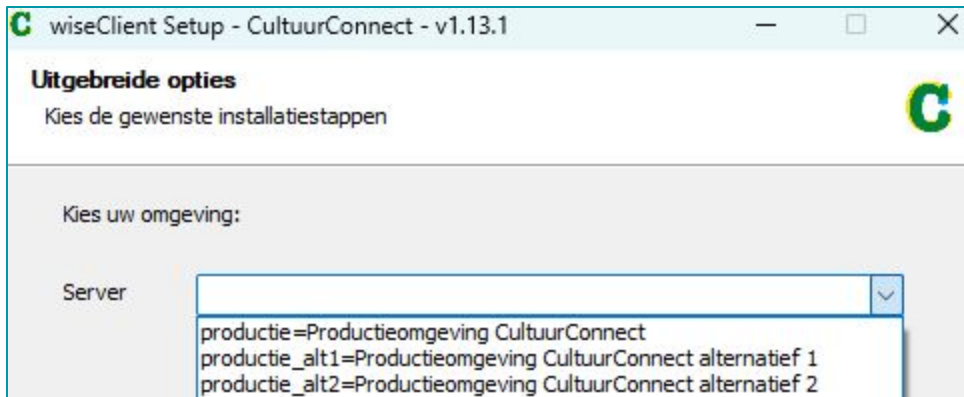 C wiseClient Setup - CultuurConnect - v1.13.1
Uitgebreide opties
Kies de gewenste installatiestappen
C
Kies uw omgeving:
Server
productie=Productieomgeving CultuurConnect
productie_alt1=Productieomgeving CultuurConnect alternatief 1
productie_alt2=Productieomgeving CultuurConnect alternatief 2